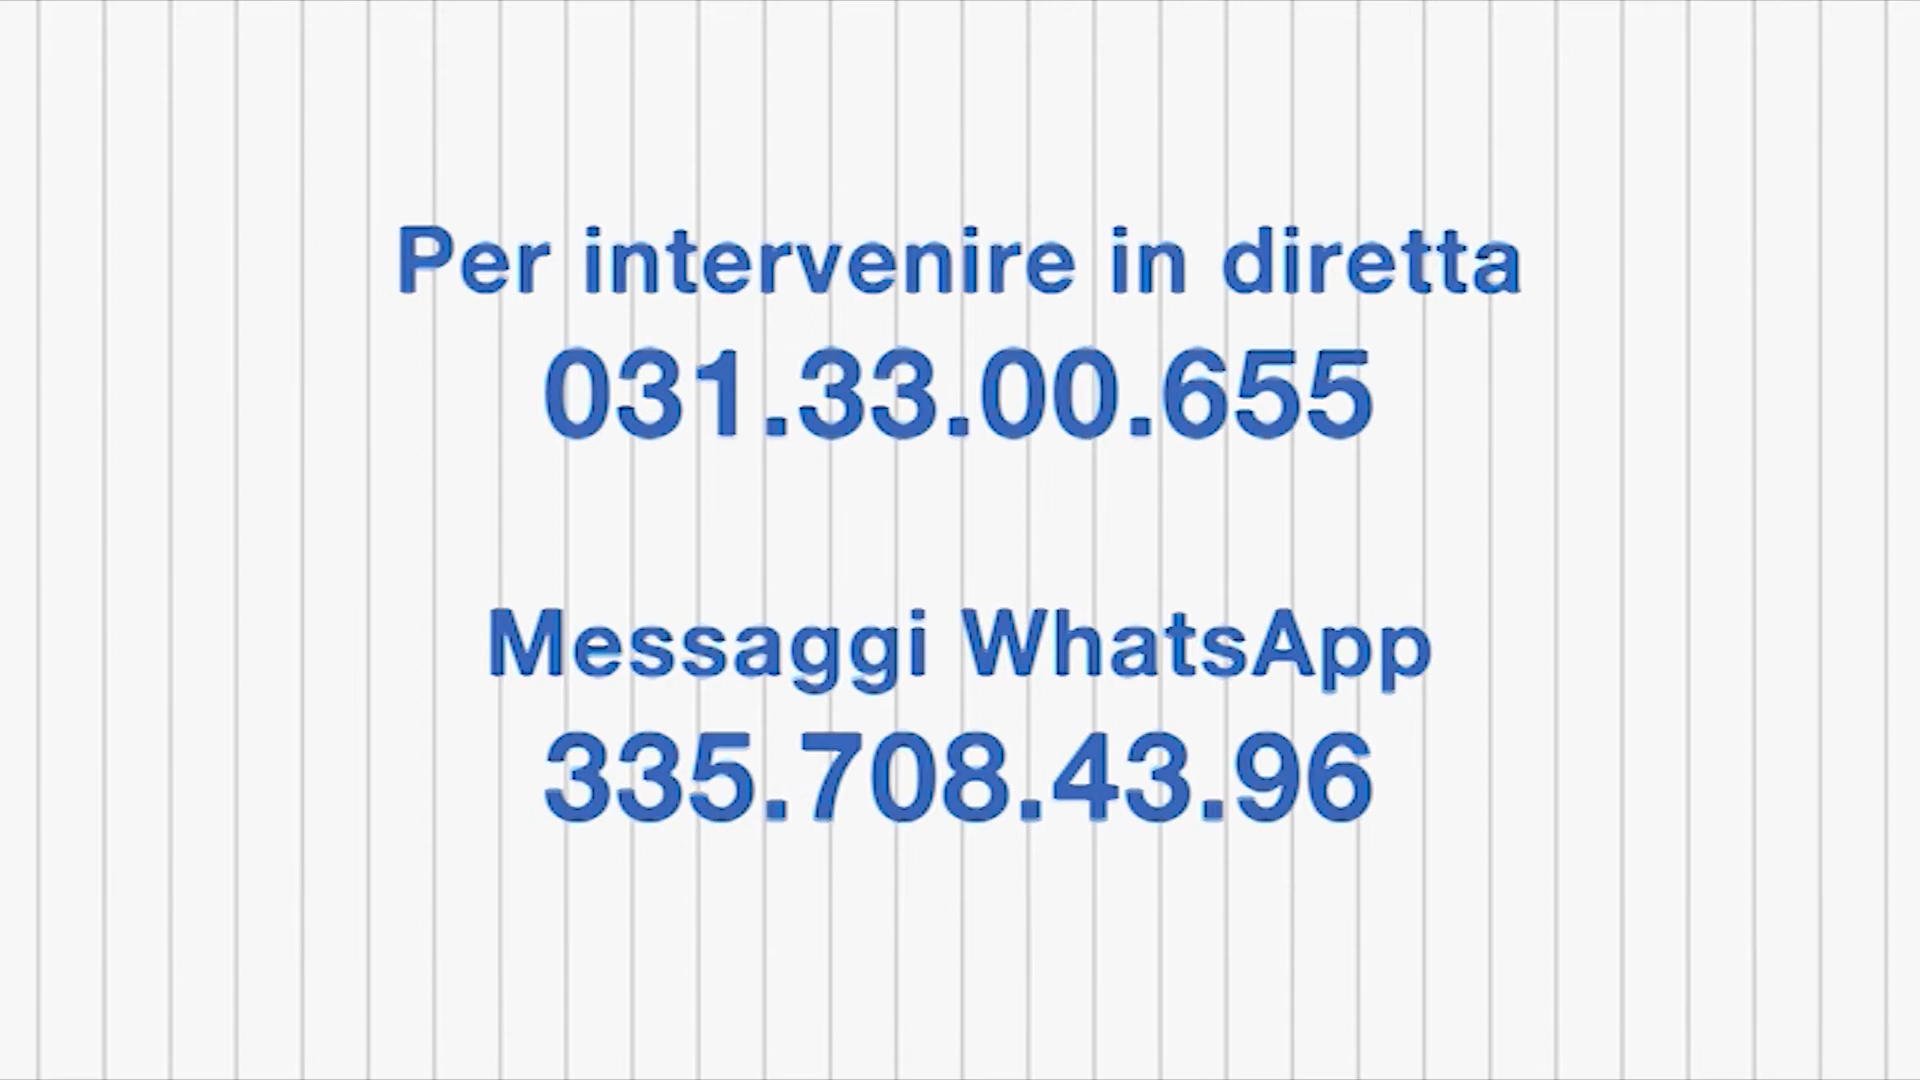 Per intervenire in diretta
031.33.00.655
Messaggi WhatsApp
335.708.43.96